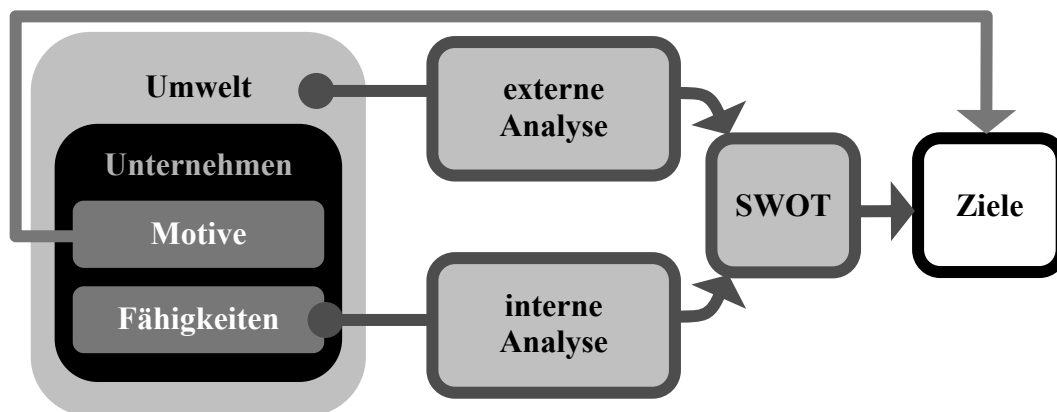 Umwelt
Unternehmen
Motive
Fähigkeiten
externe
Analyse
interne
Analyse
SWOT
Ziele